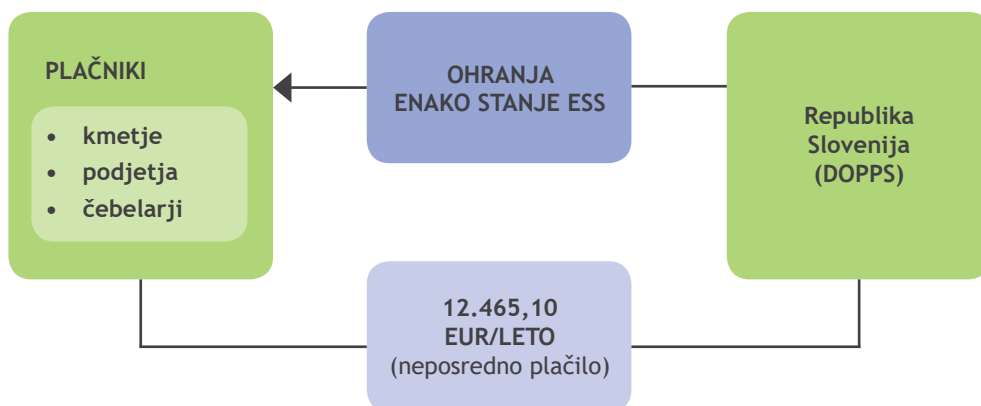 PLAČNIKI
• kmetje
• podjetja
• čebelarji
OHRANJA
ENAKO STANJE ESS
Republika
Slovenija
(DOPPS)
12.465,10
EUR/LETO
(neposredno plačilo)